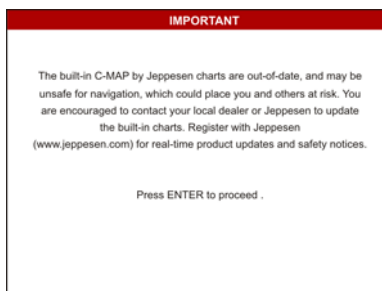 IMPORTANT
The built-in C-MAP by Jeppesen charts are out-of-date, and may be
unsafe for navigation, which could place you and others at risk. You
are encouraged to contact your local dealer or Jeppesen to update
the built-in charts. Register with Jeppesen
(www.jeppesen.com) for real-time product updates and safety notices.
Press ENTER to proceed .